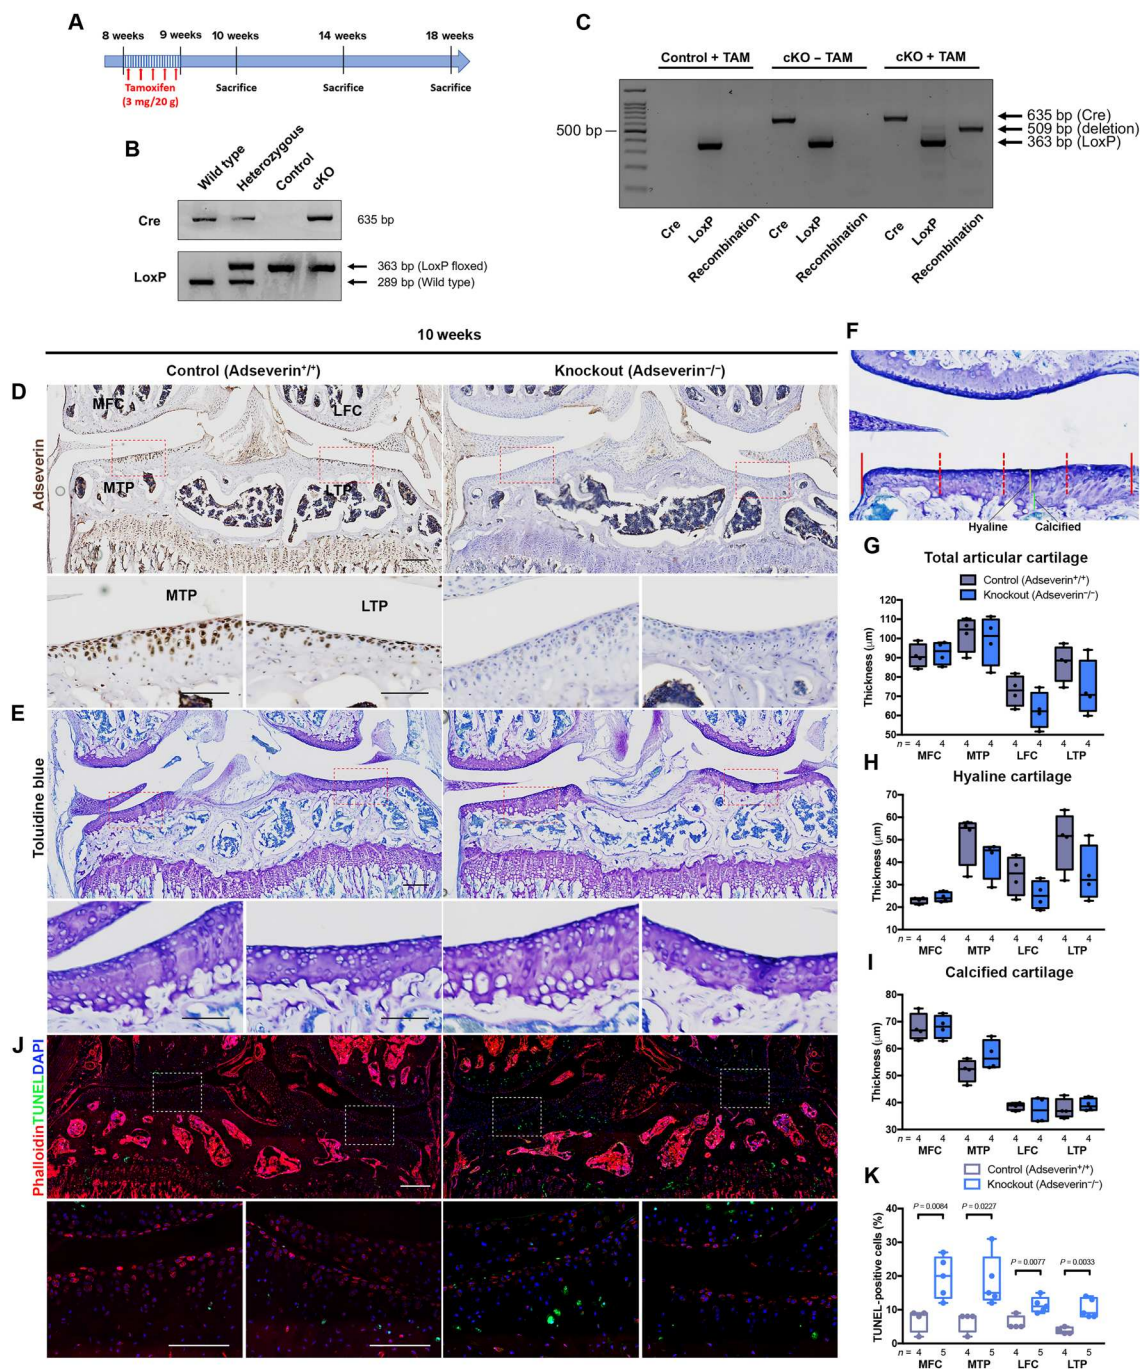 A
8 weeks
9 weeks
10 weeks
14 weeks
18 weeks
Tamoxifen
(3 mg/20 g)
Sacrifice
Sacrifice
Sacrifice
B
Wild type
Heterozygous
Control
cKO
Cre
635 bp
LoxP
363 bp (LoxP floxed)
289 bp (Wild type)
C
Control + TAM
cKO – TAM
cKO + TAM
500 bp
635 bp (Cre)
509 bp (deletion)
363 bp (LoxP)
Cre
LoxP
Recombination
Cre
LoxP
Recombination
Cre
LoxP
Recombination
10 weeks
Control (Adseverin+/+)
Knockout (Adseverin−/−)
D
Adseverin
MFC
LFC
MTP
LTP
MTP
LTP
E
Toluidine blue
J
Phalloidin TUNEL DAPI
F
Hyaline
Calcified
G
Total articular cartilage
Control (Adseverin+/+)
Knockout (Adseverin−/−)
Thickness (μm)
120
110
100
90
80
70
60
50
n = 4 4 4 4 4 4 4 4
MFC MTP LFC LTP
H
Hyaline cartilage
Thickness (μm)
70
60
50
40
30
20
10
n = 4 4 4 4 4 4 4 4
MFC MTP LFC LTP
I
Calcified cartilage
Thickness (μm)
80
70
60
50
40
30
n = 4 4 4 4 4 4 4 4
MFC MTP LFC LTP
K
Control (Adseverin+/+)
Knockout (Adseverin−/−)
TUNEL-positive cells (%)
40
30
20
10
0
P = 0.0084
P = 0.0227
P = 0.0077
P = 0.0033
n = 4 5 4 5 4 5 4 5
MFC MTP LFC LTP